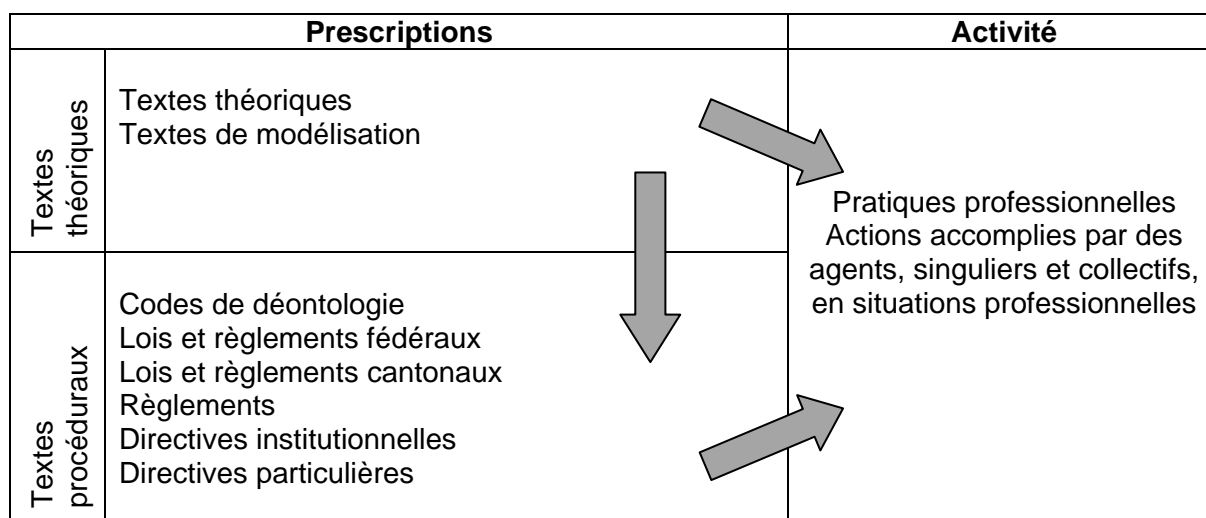 Prescriptions
Activité
Textes
théoriques
Textes théoriques
Textes de modélisation
Pratiques professionnelles
Actions accomplies par des
agents, singuliers et collectifs,
en situations professionnelles
Textes
procéduraux
Codes de déontologie
Lois et règlements fédéraux
Lois et règlements cantonaux
Règlements
Directives institutionnelles
Directives particulières